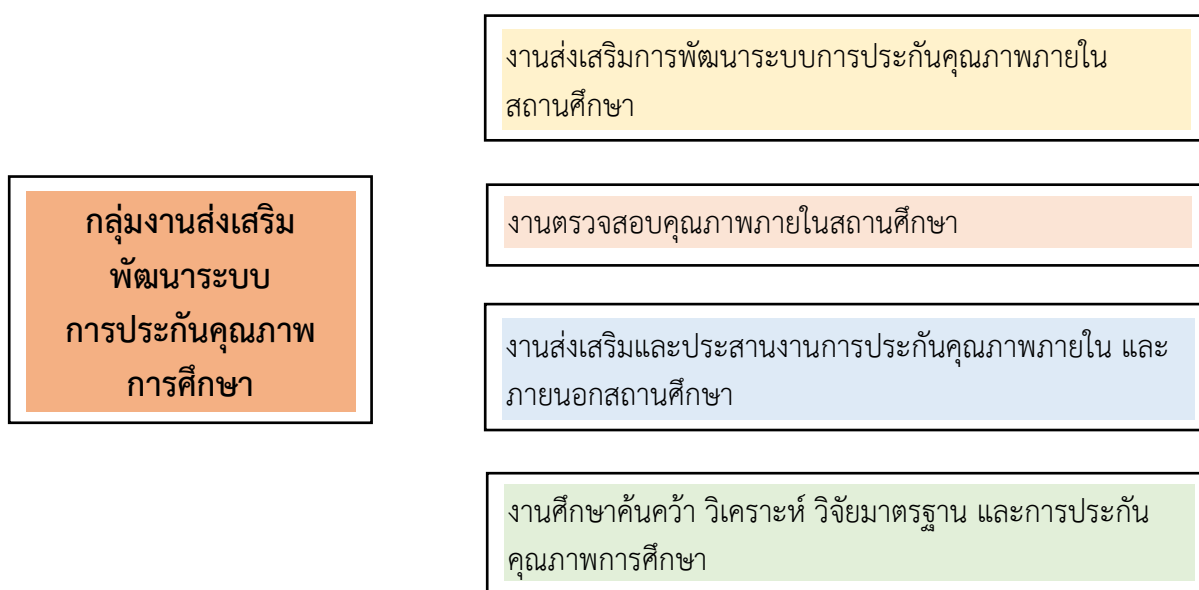 งานส่งเสริมการพัฒนาระบบการประกันคุณภาพภายใน
สถานศึกษา
กลุ่มงานส่งเสริม
พัฒนาระบบ
การประกันคุณภาพ
การศึกษา
งานตรวจสอบคุณภาพภายในสถานศึกษา
งานส่งเสริมและประสานงานการประกันคุณภาพภายใน และ
ภายนอกสถานศึกษา
งานศึกษาค้นคว้า วิเคราะห์ วิจัยมาตรฐาน และการประกัน
คุณภาพการศึกษา